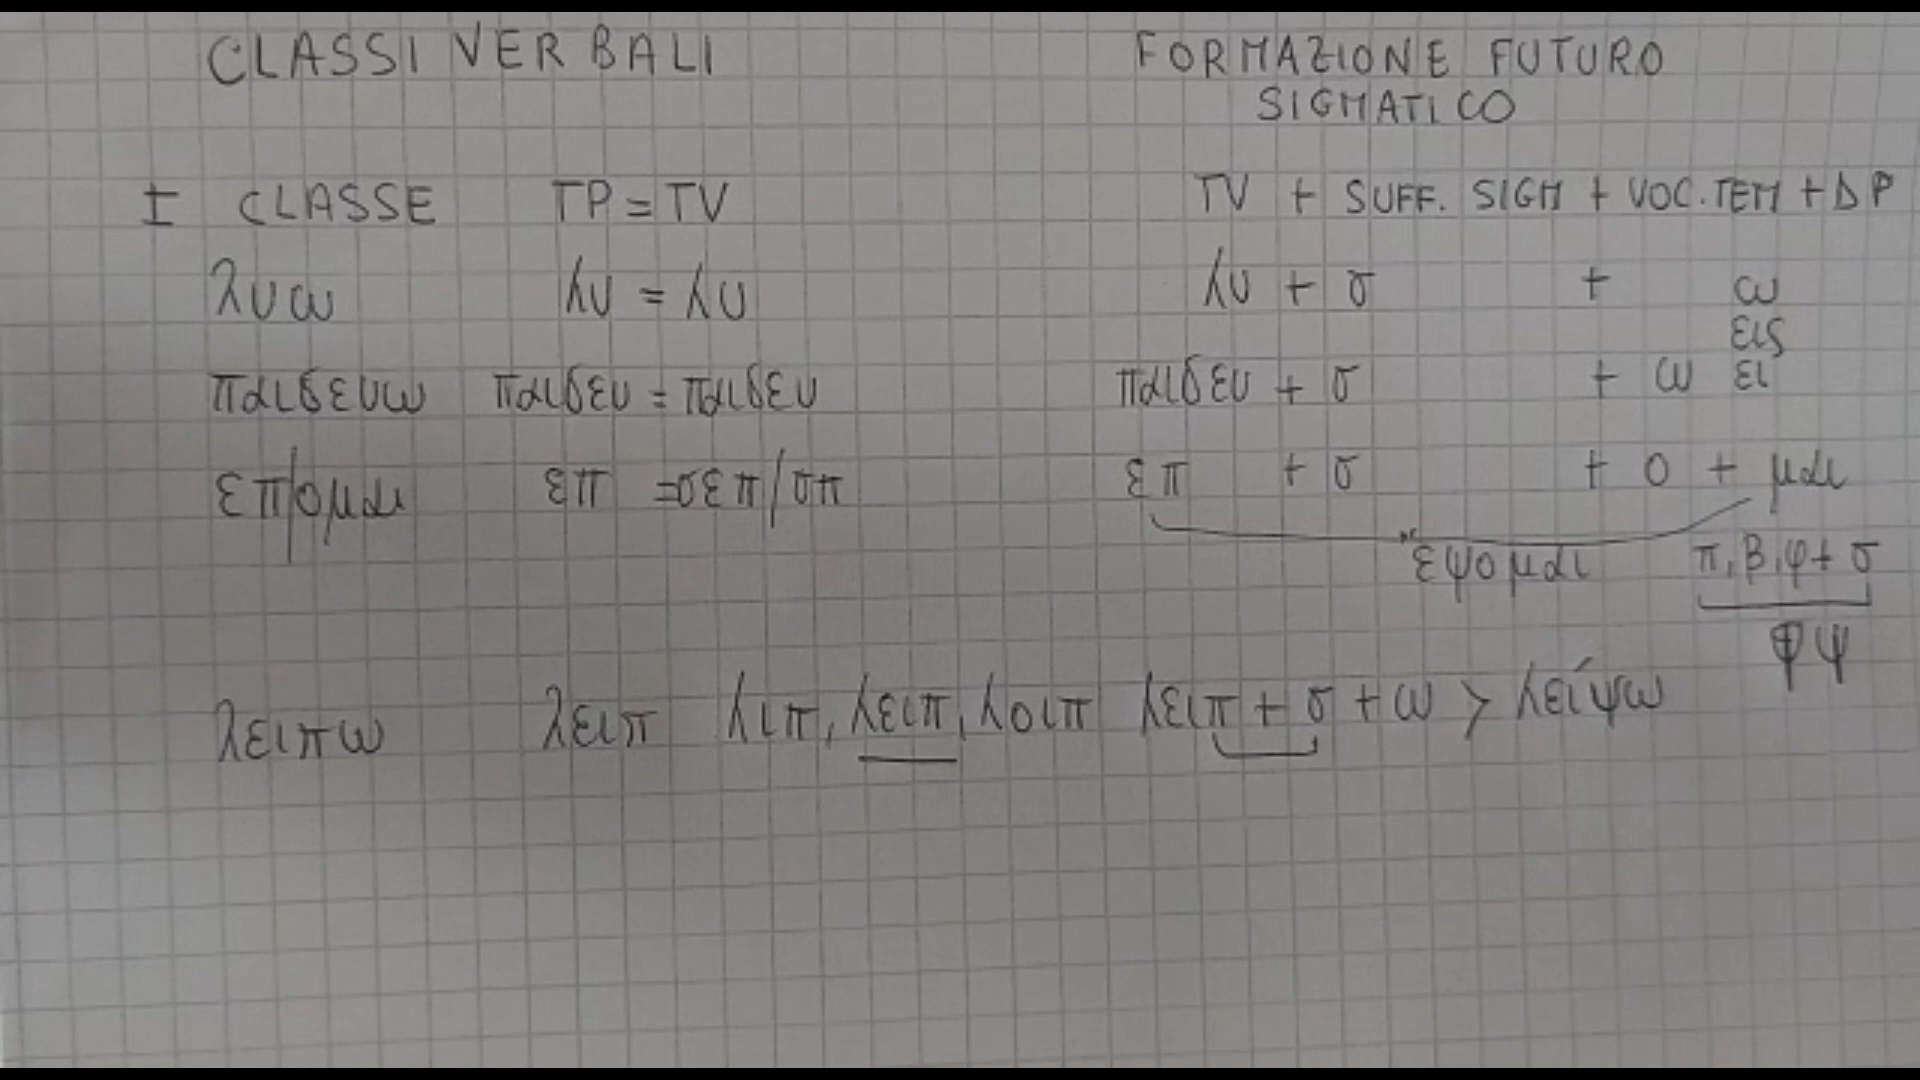 CLASSI VERBALI
FORMAZIONE FUTURO
SIGMATICO
I CLASSE TP = TV
TV + SUFF. SIGM + VOC. TEM + DP
λυω λυ = λυ
λυ + σ + ω
εις
παιδευω παιδευ = παιδευ
παιδευ + σ + ω ει
επ/ομαι επ = σεπ/σπ
επ + σ + ο + μαι
εψομαι
π, β, φ + σ
ψ
λειπω λειπ λιπ, λειπ, λοιπ λειπ + σ + ω > λείψω